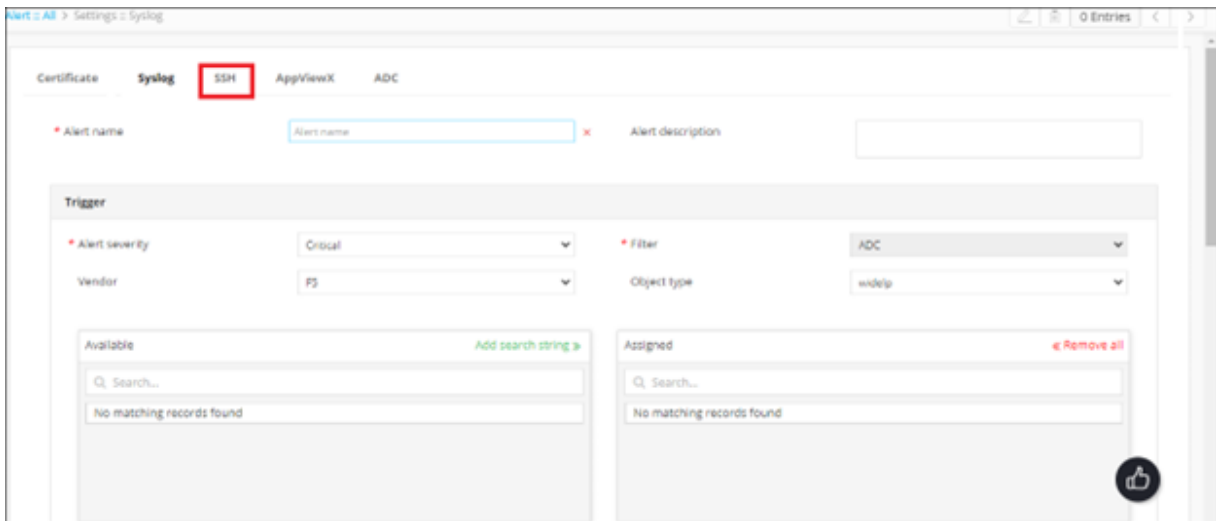 Alert :: All > Settings :: Syslog
0 Entries < >
Certificate Syslog SSH AppViewX ADC
* Alert name Alert name × Alert description
Trigger
* Alert severity Critical * Filter ADC
Vendor F5 Object type wideIp
Available Add search string » Assigned « Remove all
Search... Search...
No matching records found No matching records found